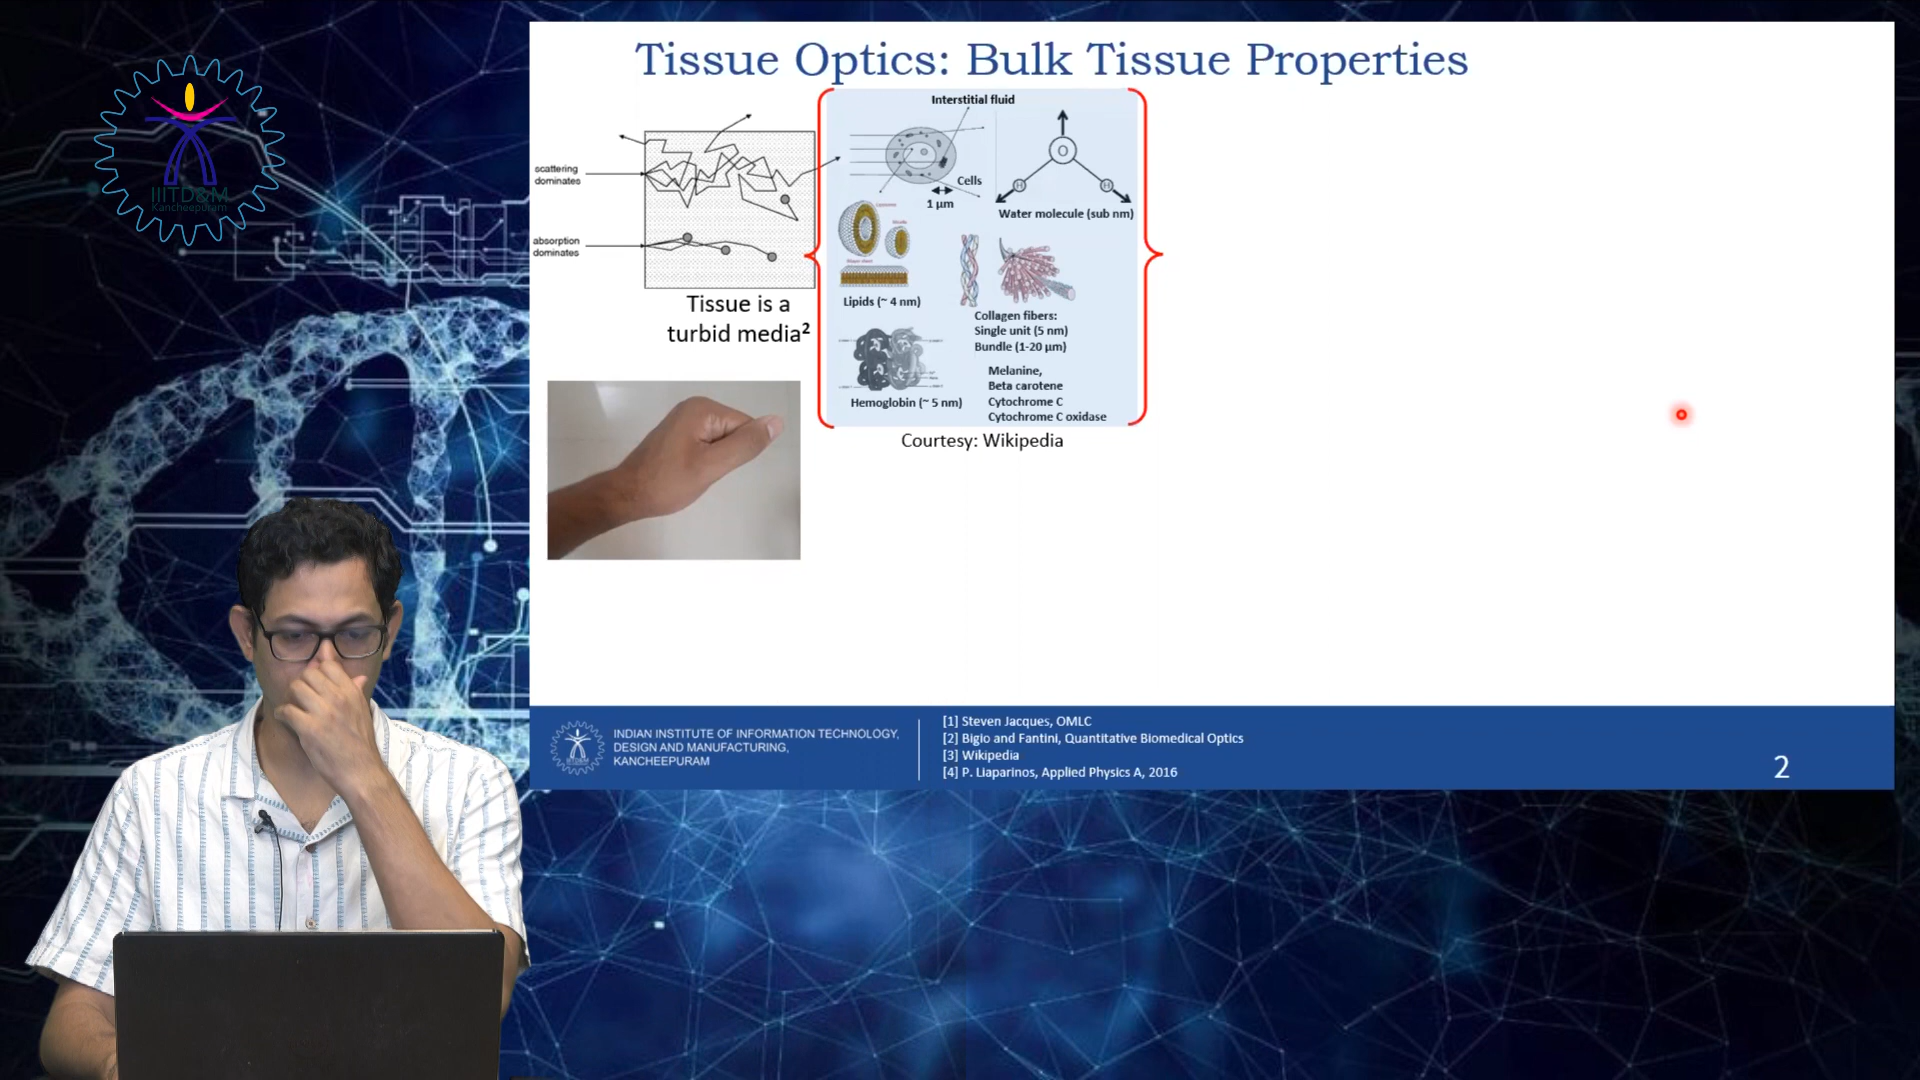 IIITD&M
Kancheepuram
Tissue Optics: Bulk Tissue Properties
scattering
dominates
absorption
dominates
Tissue is a
turbid media²
Interstitial fluid
Cells
1 µm
O
H
H
Water molecule (sub nm)
Lipids (~ 4 nm)
Collagen fibers:
Single unit (5 nm)
Bundle (1-20 µm)
Hemoglobin (~ 5 nm)
Melanine,
Beta carotene
Cytochrome C
Cytochrome C oxidase
Courtesy: Wikipedia
INDIAN INSTITUTE OF INFORMATION TECHNOLOGY,
DESIGN AND MANUFACTURING,
KANCHEEPURAM
[1] Steven Jacques, OMLC
[2] Bigio and Fantini, Quantitative Biomedical Optics
[3] Wikipedia
[4] P. Liaparinos, Applied Physics A, 2016
2